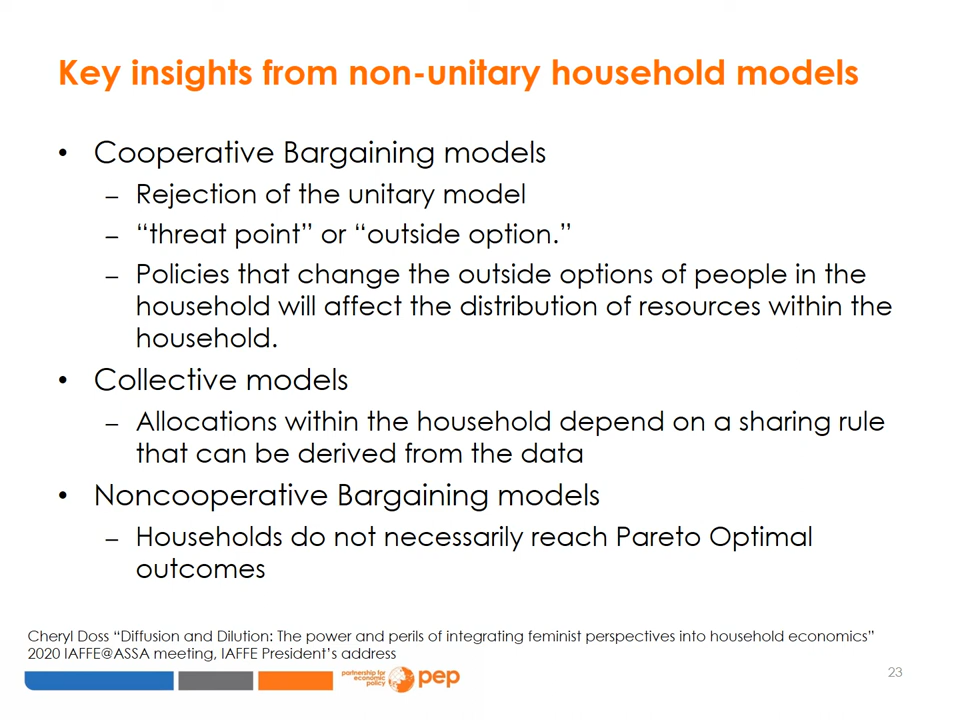 Key insights from non-unitary household models
• Cooperative Bargaining models
– Rejection of the unitary model
– “threat point” or “outside option.”
– Policies that change the outside options of people in the
household will affect the distribution of resources within the
household.
• Collective models
– Allocations within the household depend on a sharing rule
that can be derived from the data
• Noncooperative Bargaining models
– Households do not necessarily reach Pareto Optimal
outcomes
Cheryl Doss “Diffusion and Dilution: The power and perils of integrating feminist perspectives into household economics”
2020 IAFFE@ASSA meeting, IAFFE President’s address
partnership for
economic
policy
pep
23